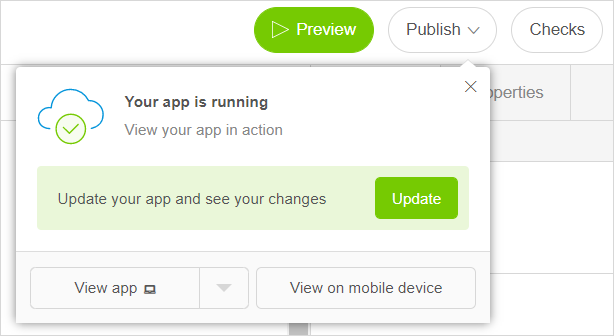 Preview
Publish
Checks
Your app is running
View your app in action
operties
Update your app and see your changes
Update
View app
View on mobile device